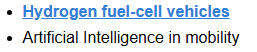 • Hydrogen fuel-cell vehicles
• Artificial Intelligence in mobility